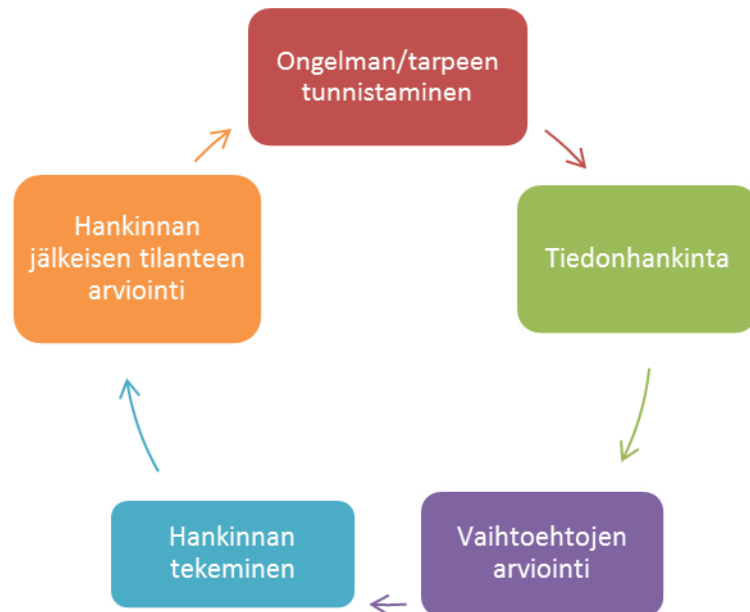 Ongelman/tarpeen
tunnistaminen
Tiedonhankinta
Vaihtoehtojen
arviointi
Hankinnan
tekeminen
Hankinnan
jälkeisen tilanteen
arviointi